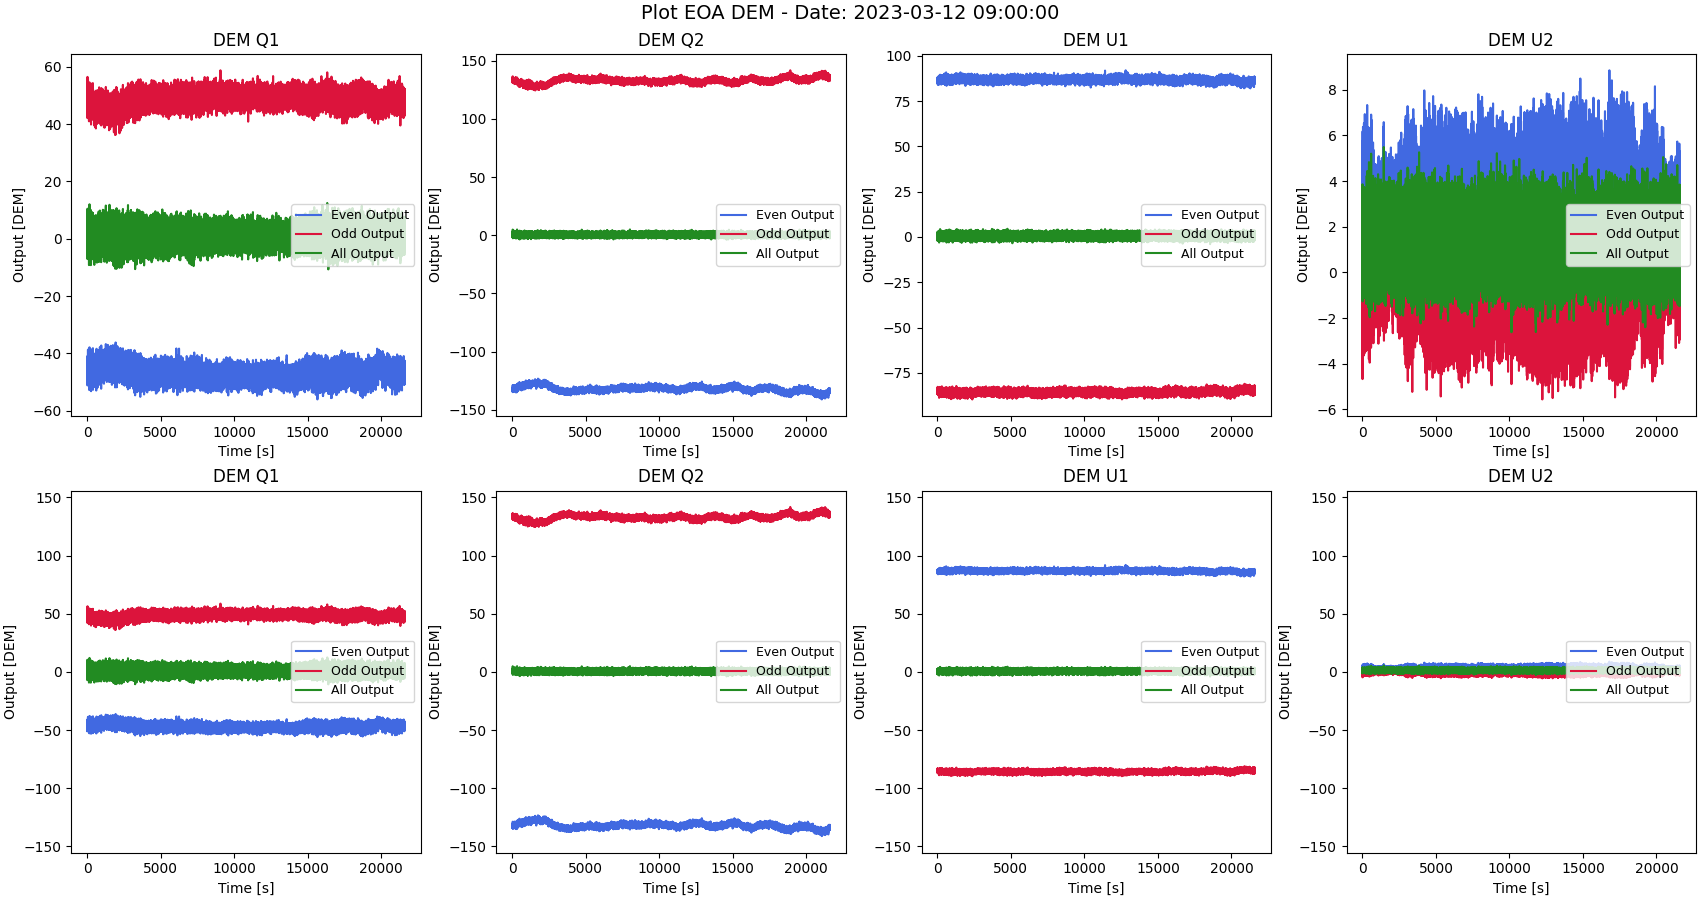 Plot EOA DEM - Date: 2023-03-12 09:00:00
DEM Q1
Output [DEM]
60
40
20
0
−20
−40
−60
Even Output
Odd Output
All Output
0 5000 10000 15000 20000
Time [s]
DEM Q2
Output [DEM]
150
100
50
0
−50
−100
−150
Even Output
Odd Output
All Output
0 5000 10000 15000 20000
Time [s]
DEM U1
Output [DEM]
100
75
50
25
0
−25
−50
−75
Even Output
Odd Output
All Output
0 5000 10000 15000 20000
Time [s]
DEM U2
Output [DEM]
8
6
4
2
0
−2
−4
−6
Even Output
Odd Output
All Output
0 5000 10000 15000 20000
Time [s]
DEM Q1
Output [DEM]
150
100
50
0
−50
−100
−150
Even Output
Odd Output
All Output
0 5000 10000 15000 20000
Time [s]
DEM Q2
Output [DEM]
150
100
50
0
−50
−100
−150
Even Output
Odd Output
All Output
0 5000 10000 15000 20000
Time [s]
DEM U1
Output [DEM]
150
100
50
0
−50
−100
−150
Even Output
Odd Output
All Output
0 5000 10000 15000 20000
Time [s]
DEM U2
Output [DEM]
150
100
50
0
−50
−100
−150
Even Output
Odd Output
All Output
0 5000 10000 15000 20000
Time [s]